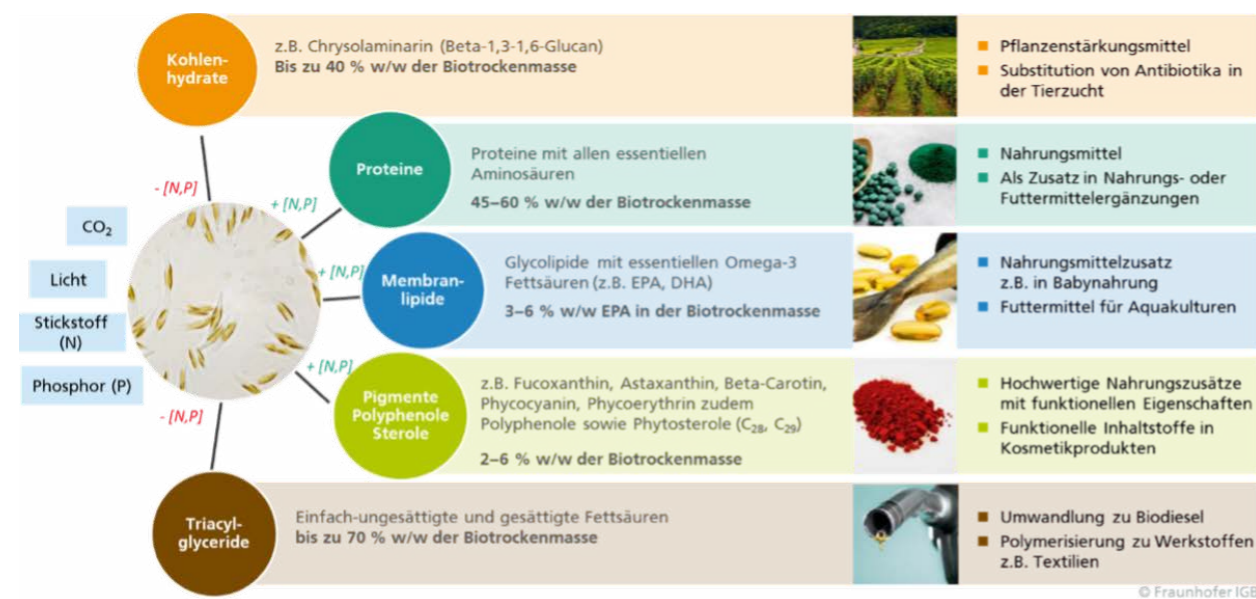 Kohlen-
hydrate
z.B. Chrysolaminarin (Beta-1,3-1,6-Glucan)
Bis zu 40 % w/w der Biotrockenmasse
Pflanzenstärkungsmittel
Substitution von Antibiotika in
der Tierzucht
- [N,P]
Proteine
Proteine mit allen essentiellen
Aminosäuren
45–60 % w/w der Biotrockenmasse
Nahrungsmittel
Als Zusatz in Nahrungs- oder
Futtermittelergänzungen
+ [N,P]
CO₂
Licht
Stickstoff
(N)
Phosphor (P)
+ [N,P]
Membran-
lipide
Glycolipide mit essentiellen Omega-3
Fettsäuren (z.B. EPA, DHA)
3–6 % w/w EPA in der Biotrockenmasse
Nahrungsmittelzusatz
z.B. in Babynahrung
Futtermittel für Aquakulturen
+ [N,P]
Pigmente
Polyphenole
Sterole
z.B. Fucoxanthin, Astaxanthin, Beta-Carotin,
Phycocyanin, Phycoerythrin zudem
Polyphenole sowie Phytosterole (C₂₈, C₂₉)
2–6 % w/w der Biotrockenmasse
Hochwertige Nahrungszusätze
mit funktionellen Eigenschaften
Funktionelle Inhaltstoffe in
Kosmetikprodukten
- [N,P]
Triacyl-
glyceride
Einfach-ungesättigte und gesättigte Fettsäuren
bis zu 70 % w/w der Biotrockenmasse
Umwandlung zu Biodiesel
Polymerisierung zu Werkstoffen
z.B. Textilien
© Fraunhofer IGB